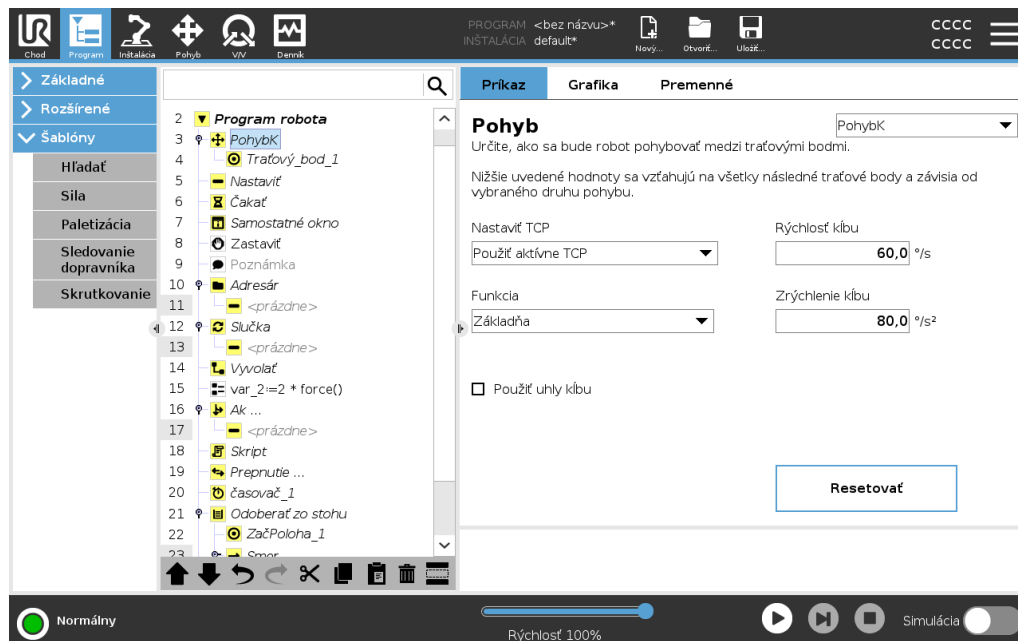 PROGRAM <bez názvu>*
INŠTALÁCIA default*
Chod
Program
Inštalácia
Pohyb
V/V
Denník
Nový...
Otvoriť...
Uložiť...
CCCC
CCCC
Základné
Rozšírené
Šablóny
Hľadať
Sila
Paletizácia
Sledovanie
dopravníka
Skrutkovanie
2 Program robota
3 PohybK
4 Traťový_bod_1
5 Nastaviť
6 Čakať
7 Samostatné okno
8 Zastaviť
9 Poznámka
10 Adresár
11 <prázdne>
12 Slučka
13 <prázdne>
14 Vyvolať
15 var_2:=2 * force()
16 Ak ...
17 <prázdne>
18 Skript
19 Prepnutie ...
20 časovač_1
21 Odoberať zo stohu
22 ZačPoloha_1
23 Smer
Príkaz
Grafika
Premenné
Pohyb
PohybK
Určite, ako sa bude robot pohybovať medzi traťovými bodmi.
Nižšie uvedené hodnoty sa vzťahujú na všetky následné traťové body a závisia od
vybraného druhu pohybu.
Nastaviť TCP
Rýchlosť kĺbu
Použiť aktívne TCP
60,0 °/s
Funkcia
Zrýchlenie kĺbu
Základňa
80,0 °/s²
Použiť uhly kĺbu
Resetovať
Normálny
Rýchlosť 100%
Simulácia